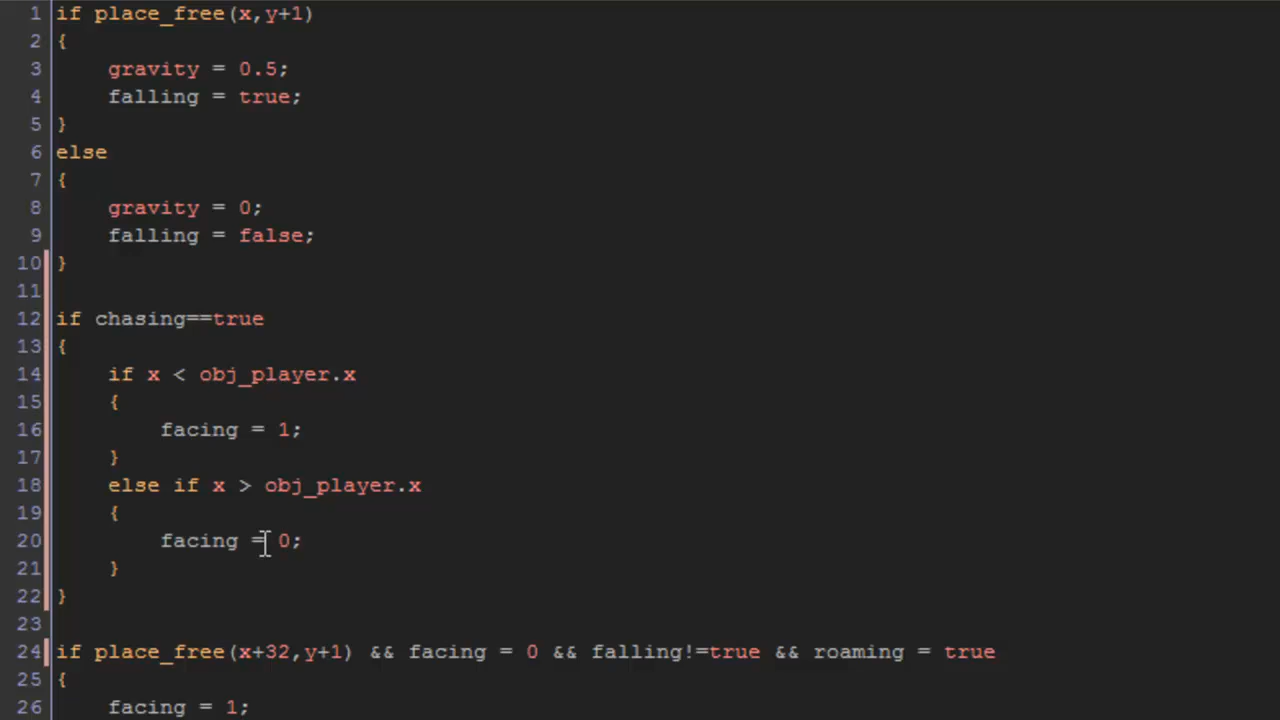 1 if place_free(x,y+1)
2 {
3     gravity = 0.5;
4     falling = true;
5 }
6 else
7 {
8     gravity = 0;
9     falling = false;
10 }
11
12 if chasing==true
13 {
14     if x < obj_player.x
15     {
16         facing = 1;
17     }
18     else if x > obj_player.x
19     {
20         facing = 0;
21     }
22 }
23
24 if place_free(x+32,y+1) && facing = 0 && falling!=true && roaming = true
25 {
26     facing = 1;